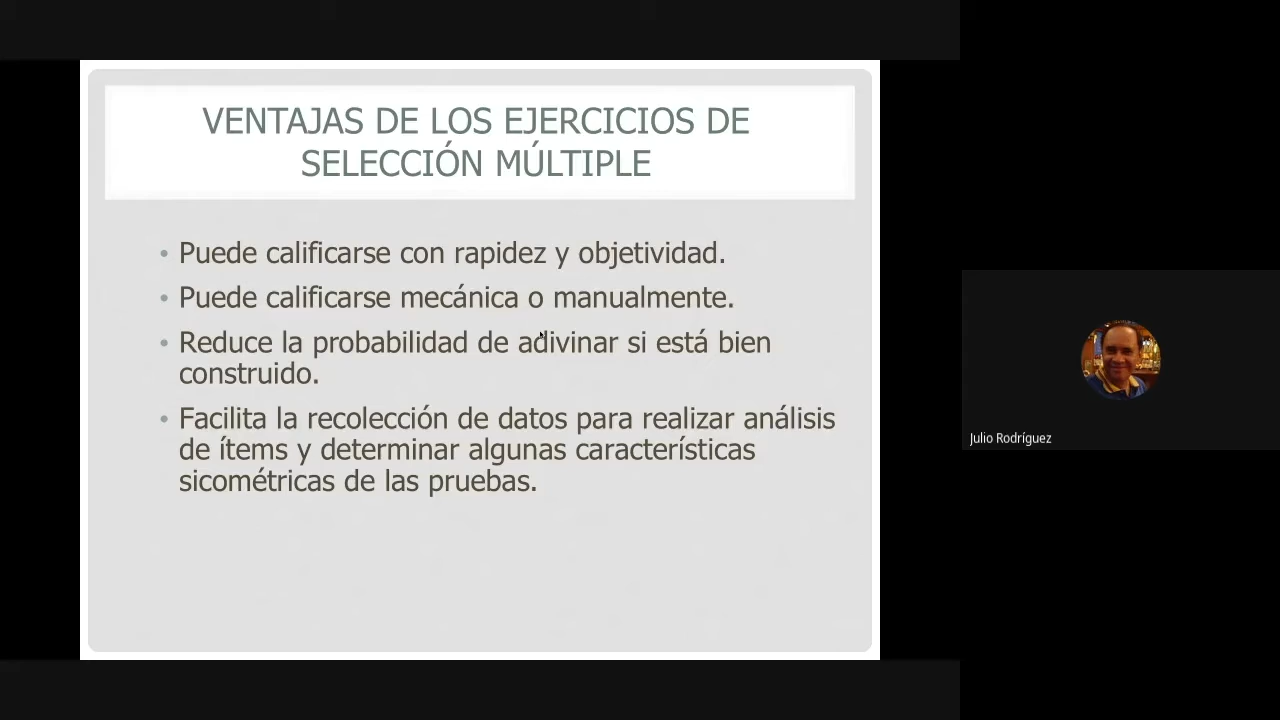 VENTAJAS DE LOS EJERCICIOS DE
SELECCIÓN MÚLTIPLE
• Puede calificarse con rapidez y objetividad.
• Puede calificarse mecánica o manualmente.
• Reduce la probabilidad de adivinar si está bien
construido.
• Facilita la recolección de datos para realizar análisis
de ítems y determinar algunas características
sicométricas de las pruebas.
Julio Rodríguez